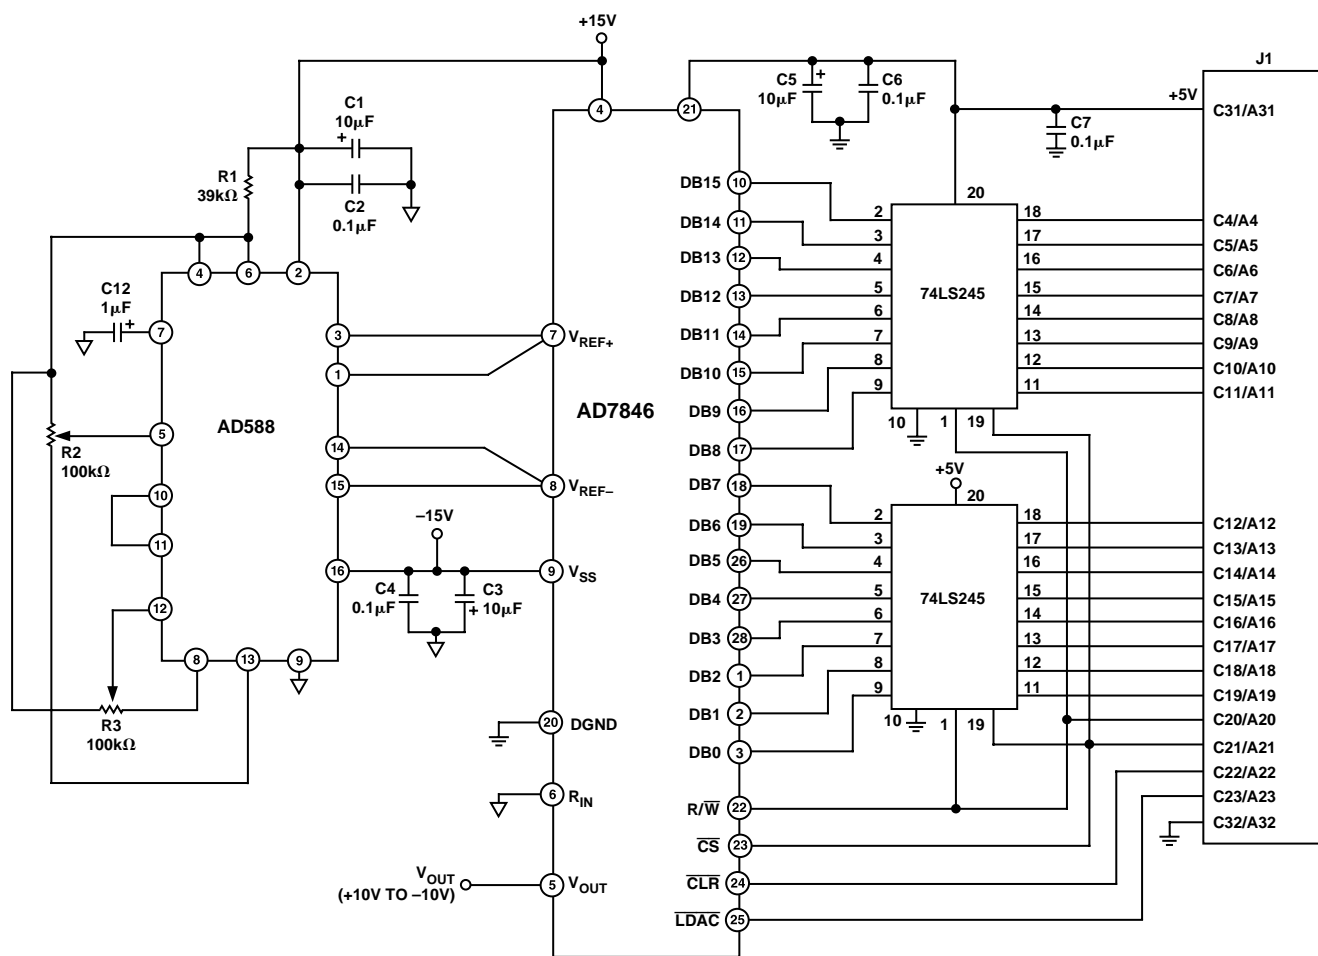 +15V
J1
C5
10µF
+
C6
0.1µF
+5V
C31/A31
C7
0.1µF
4
21
C1
10µF
+
R1
39kΩ
C2
0.1µF
4
6
2
C12
1µF
+
7
3
1
AD588
5
R2
100kΩ
14
15
10
11
16
12
8
13
9
R3
100kΩ
–15V
C4
0.1µF
C3
+ 10µF
7 VREF+
AD7846
8 VREF–
9 VSS
20 DGND
6 RIN
VOUT
(+10V TO –10V)
5 VOUT
DB15 10
DB14 11
DB13 12
DB12 13
DB11 14
DB10 15
DB9 16
DB8 17
DB7 18
DB6 19
DB5 26
DB4 27
DB3 28
DB2 1
DB1 2
DB0 3
R/W̅ 22
C̅S̅ 23
C̅L̅R̅ 24
L̅D̅A̅C̅ 25
20
2
3
4
5
6
7
8
9
74LS245
18
17
16
15
14
13
12
11
10
1
19
C4/A4
C5/A5
C6/A6
C7/A7
C8/A8
C9/A9
C10/A10
C11/A11
+5V
20
2
3
4
5
6
7
8
9
74LS245
18
17
16
15
14
13
12
11
10
1
19
C12/A12
C13/A13
C14/A14
C15/A15
C16/A16
C17/A17
C18/A18
C19/A19
C20/A20
C21/A21
C22/A22
C23/A23
C32/A32